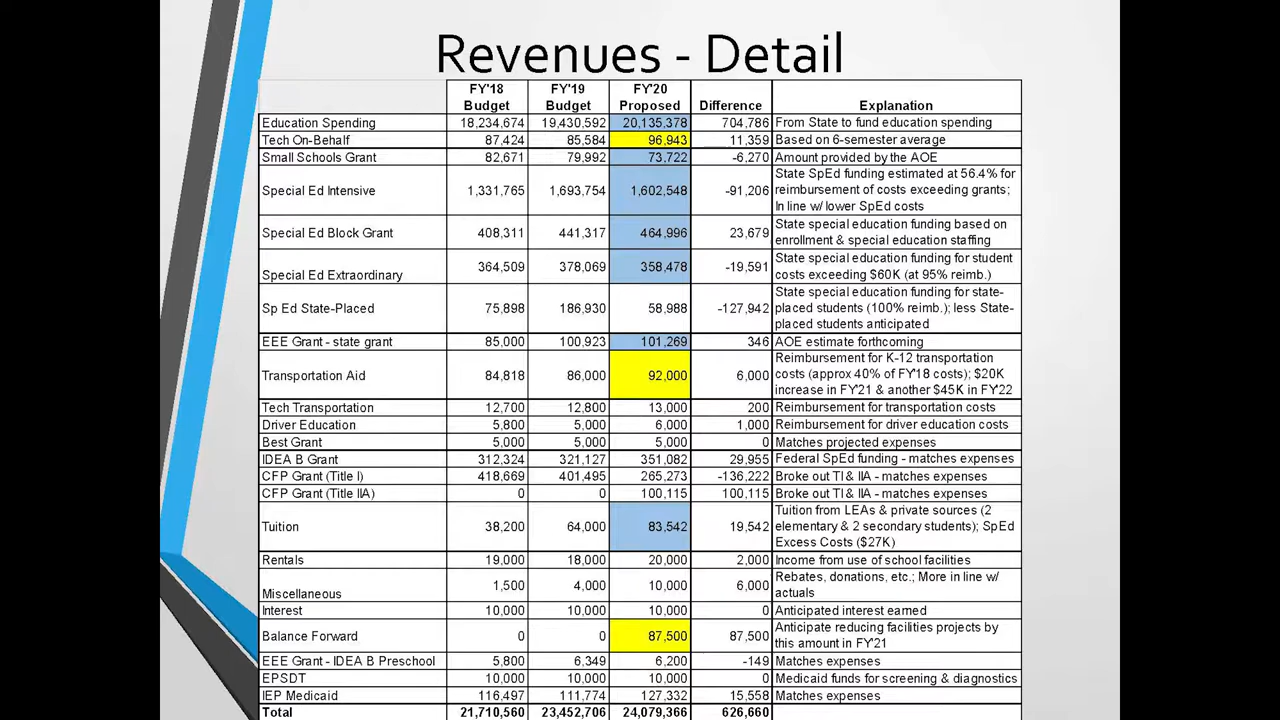 Revenues - Detail
FY'18 Budget FY'19 Budget FY'20 Proposed Difference Explanation
Education Spending 18,234,674 19,430,592 20,135,378 704,786 From State to fund education spending
Tech On-Behalf 87,424 85,584 96,943 11,359 Based on 6-semester average
Small Schools Grant 82,671 79,992 73,722 -6,270 Amount provided by the AOE
Special Ed Intensive 1,331,765 1,693,754 1,602,548 -91,206 State SpEd funding estimated at 56.4% for
reimbursement of costs exceeding grants;
In line w/ lower SpEd costs
Special Ed Block Grant 408,311 441,317 464,996 23,679 State special education funding based on
enrollment & special education staffing
Special Ed Extraordinary 364,509 378,069 358,478 -19,591 State special education funding for student
costs exceeding $60K (at 95% reimb.)
Sp Ed State-Placed 75,898 186,930 58,988 -127,942 State special education funding for state-
placed students (100% reimb.); less State-
placed students anticipated
EEE Grant - state grant 85,000 100,923 101,269 346 AOE estimate forthcoming
Transportation Aid 84,818 86,000 92,000 6,000 Reimbursement for K-12 transportation
costs (approx 40% of FY'18 costs); $20K
increase in FY'21 & another $45K in FY'22
Tech Transportation 12,700 12,800 13,000 200 Reimbursement for transportation costs
Driver Education 5,800 5,000 6,000 1,000 Reimbursement for driver education costs
Best Grant 5,000 5,000 5,000 0 Matches projected expenses
IDEA B Grant 312,324 321,127 351,082 29,955 Federal SpEd funding - matches expenses
CFP Grant (Title I) 418,669 401,495 265,273 -136,222 Broke out TI & IIA - matches expenses
CFP Grant (Title IIA) 0 0 100,115 100,115 Broke out TI & IIA - matches expenses
Tuition 38,200 64,000 83,542 19,542 Tuition from LEAs & private sources (2
elementary & 2 secondary students); SpEd
Excess Costs ($27K)
Rentals 19,000 18,000 20,000 2,000 Income from use of school facilities
Miscellaneous 1,500 4,000 10,000 6,000 Rebates, donations, etc.; More in line w/
actuals
Interest 10,000 10,000 10,000 0 Anticipated interest earned
Balance Forward 0 0 87,500 87,500 Anticipate reducing facilities projects by
this amount in FY'21
EEE Grant - IDEA B Preschool 5,800 6,349 6,200 -149 Matches expenses
EPSDT 10,000 10,000 10,000 0 Medicaid funds for screening & diagnostics
IEP Medicaid 116,497 111,774 127,332 15,558 Matches expenses
Total 21,710,560 23,452,706 24,079,366 626,660